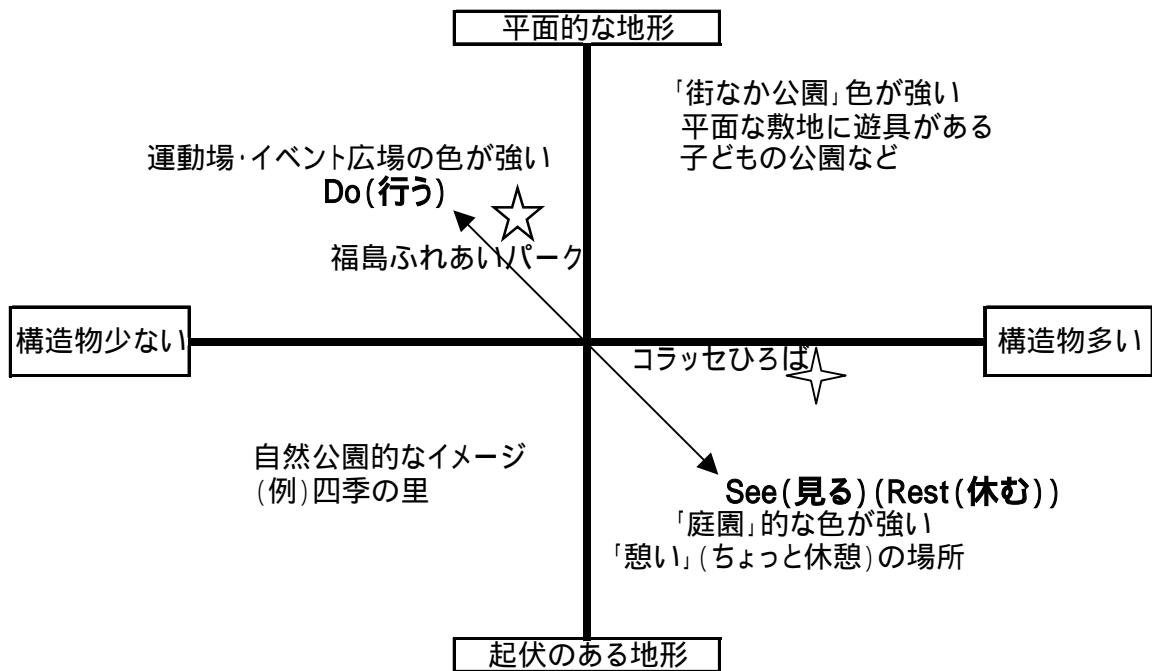 平面的な地形
「街なか公園」色が強い
平面な敷地に遊具がある
子どもの公園など
運動場・イベント広場の色が強い
Do(行う)
福島ふれあいパーク
構造物少ない
構造物多い
コラッセひろば
自然公園的なイメージ
(例)四季の里
See(見る)(Rest(休む))
「庭園」的な色が強い
「憩い」(ちょっと休憩)の場所
起伏のある地形